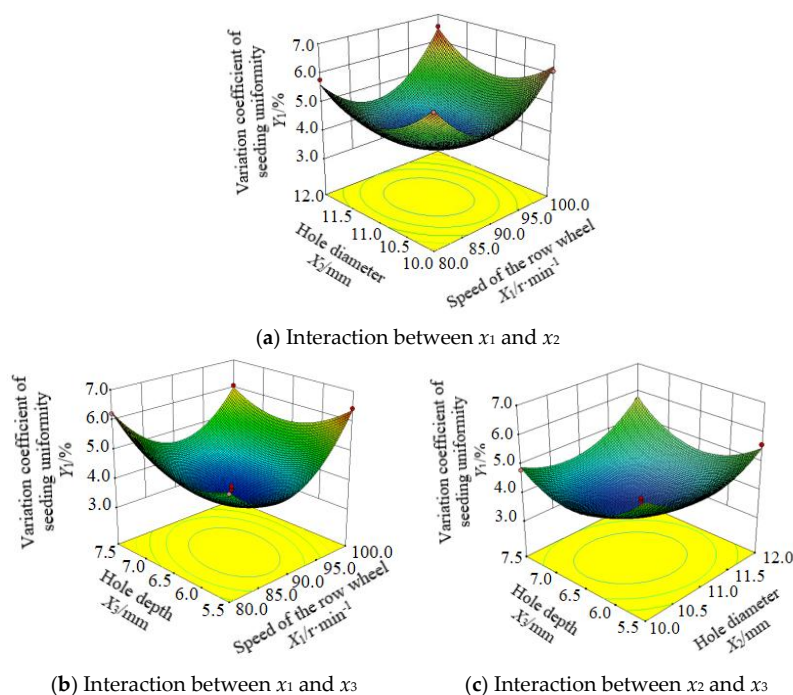 7.0
6.0
5.0
4.0
3.0
Variation coefficient of
seeding uniformity
Y₁/%
12.0
11.5
11.0
10.5
10.0
Hole diameter
X₂/mm
80.0
85.0
90.0
95.0
100.0
Speed of the row wheel
X₁/r·min⁻¹
(a) Interaction between x₁ and x₂
7.0
6.0
5.0
4.0
3.0
Variation coefficient of
seeding uniformity
Y₁/%
7.5
7.0
6.5
6.0
5.5
Hole depth
X₃/mm
80.0
85.0
90.0
95.0
100.0
Speed of the row wheel
X₁/r·min⁻¹
(b) Interaction between x₁ and x₃
7.0
6.0
5.0
4.0
3.0
Variation coefficient of
seeding uniformity
Y₁/%
7.5
7.0
6.5
6.0
5.5
Hole depth
X₃/mm
10.0
10.5
11.0
11.5
12.0
Hole diameter
X₂/mm
(c) Interaction between x₂ and x₃